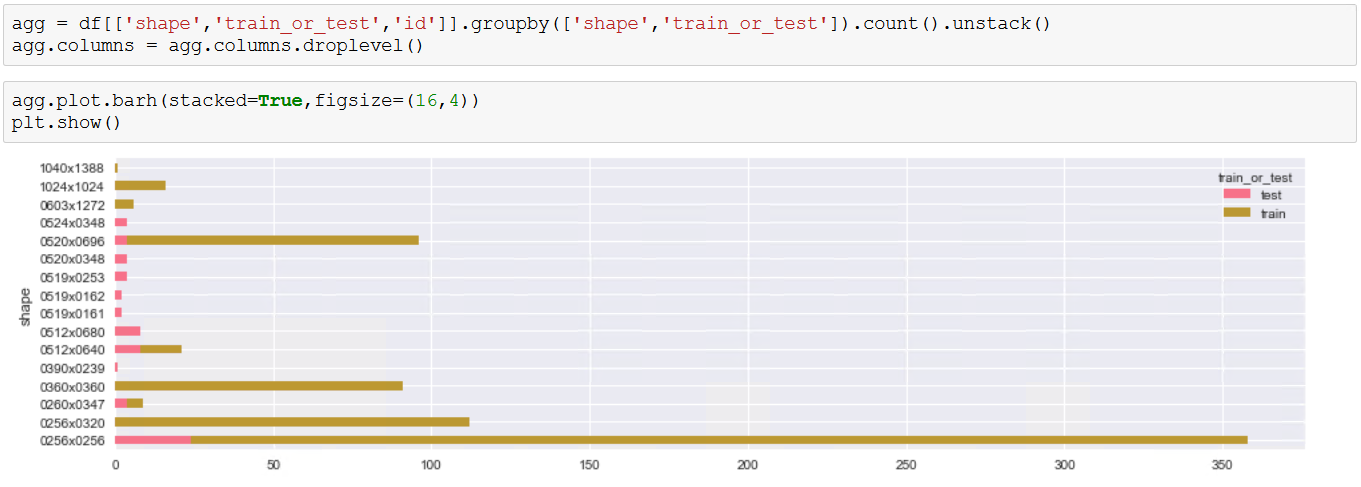 agg = df[['shape','train_or_test','id']].groupby(['shape','train_or_test']).count().unstack()
agg.columns = agg.columns.droplevel()
agg.plot.barh(stacked=True,figsize=(16,4))
plt.show()
train_or_test
test
train
shape
1040x1388
1024x1024
0603x1272
0524x0348
0520x0696
0520x0348
0519x0253
0519x0162
0519x0161
0512x0680
0512x0640
0390x0239
0360x0360
0260x0347
0256x0320
0256x0256
0 50 100 150 200 250 300 350